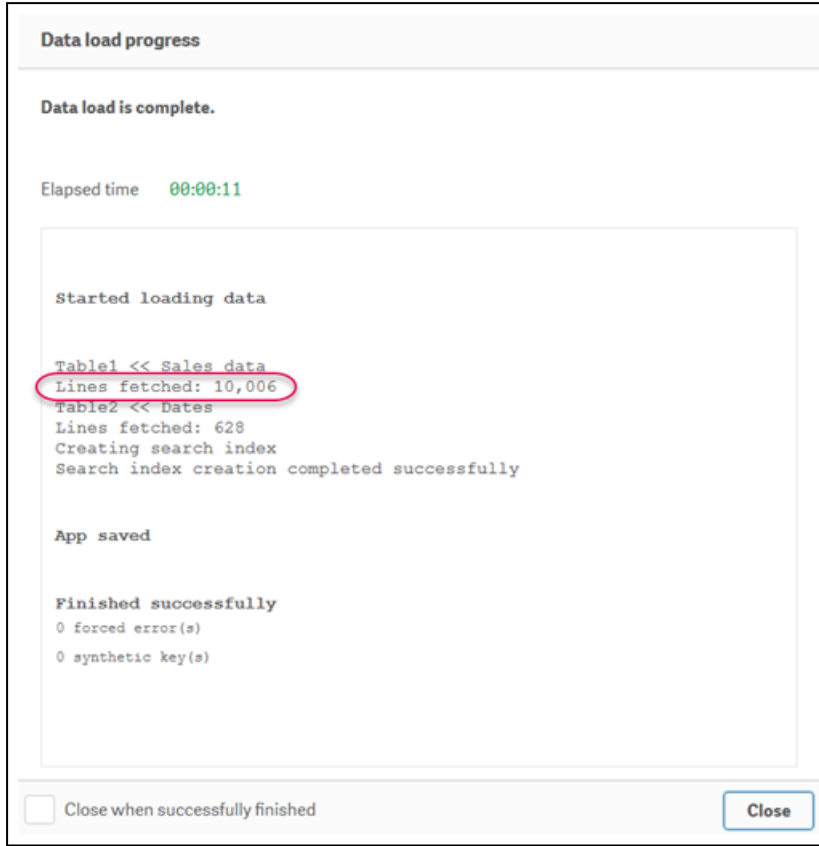 Data load progress
Data load is complete.
Elapsed time 00:00:11
Started loading data
Table1 << Sales data
Lines fetched: 10,006
Table2 << Dates
Lines fetched: 628
Creating search index
Search index creation completed successfully
App saved
Finished successfully
0 forced error(s)
0 synthetic key(s)
Close when successfully finished
Close